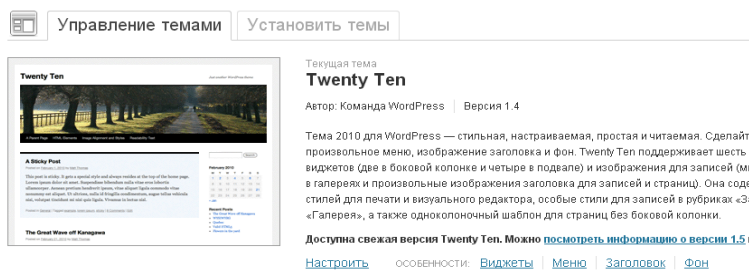 Управление темами
Установить темы
Текущая тема
Twenty Ten
Автор: Команда WordPress
Версия 1.4
Тема 2010 для WordPress — стильная, настраиваемая, простая и читаемая. Сделайт
произвольное меню, изображение заголовка и фон. Twenty Ten поддерживает шесть
виджетов (две в боковой колонке и четыре в подвале) и изображения для записей (м
в галереях и произвольные изображения заголовка для записей и страниц). Она соде
стилей для печати и визуального редактора, особые стили для записей в рубриках «З
«Галерея», а также одноколоночный шаблон для страниц без боковой колонки.
Доступна свежая версия Twenty Ten. Можно посмотреть информацию о версии 1.5
Настроить
ОСОБЕННОСТИ:
Виджеты
Меню
Заголовок
Фон
Twenty Ten
A Sticky Post
The Great Wave off Kanagawa